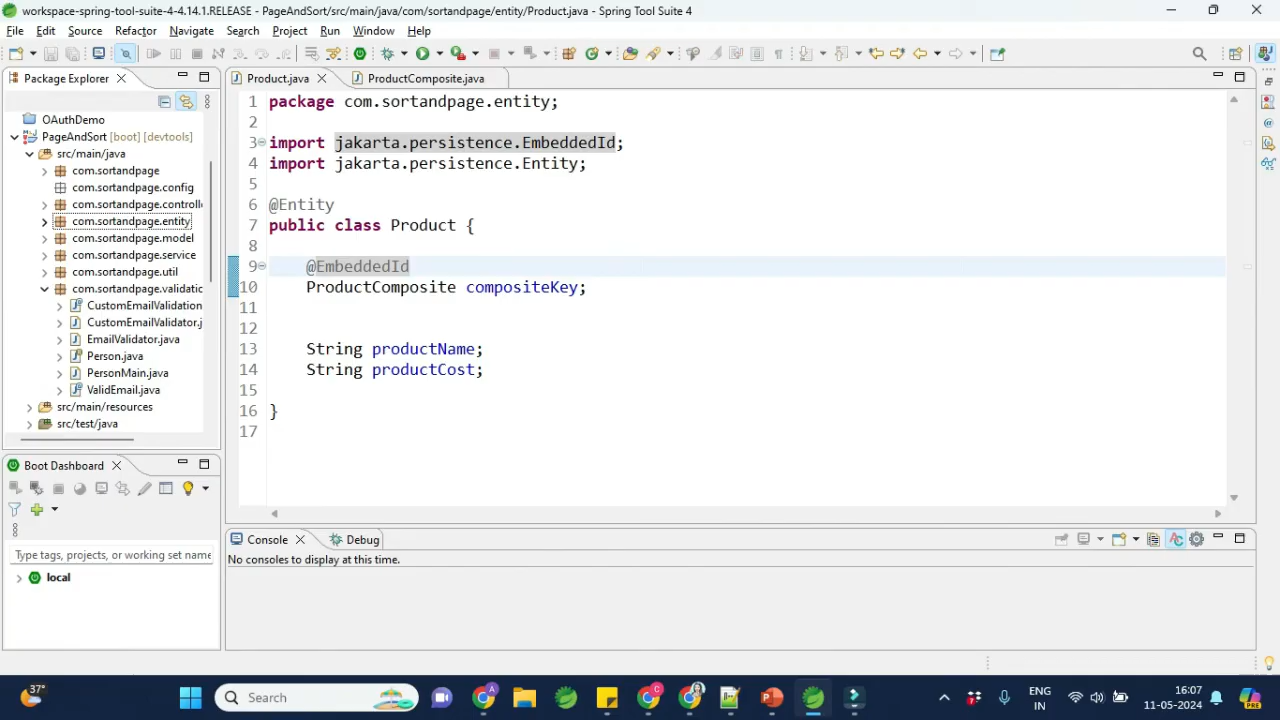 workspace-spring-tool-suite-4-4.14.1.RELEASE - PageAndSort/src/main/java/com/sortandpage/entity/Product.java - Spring Tool Suite 4
File Edit Source Refactor Navigate Search Project Run Window Help
Package Explorer
OAuthDemo
PageAndSort [boot] [devtools]
src/main/java
com.sortandpage
com.sortandpage.config
com.sortandpage.controll
com.sortandpage.entity
com.sortandpage.model
com.sortandpage.service
com.sortandpage.util
com.sortandpage.validatic
CustomEmailValidation
CustomEmailValidator.j
EmailValidator.java
Person.java
PersonMain.java
ValidEmail.java
src/main/resources
src/test/java
Product.java ProductComposite.java
1 package com.sortandpage.entity;
2
3 import jakarta.persistence.EmbeddedId;
4 import jakarta.persistence.Entity;
5
6 @Entity
7 public class Product {
8
9 @EmbeddedId
10 ProductComposite compositeKey;
11
12
13 String productName;
14 String productCost;
15
16 }
17
Boot Dashboard
Type tags, projects, or working set name
local
Console Debug
No consoles to display at this time.
37°
Search
ENG
IN
16:07
11-05-2024